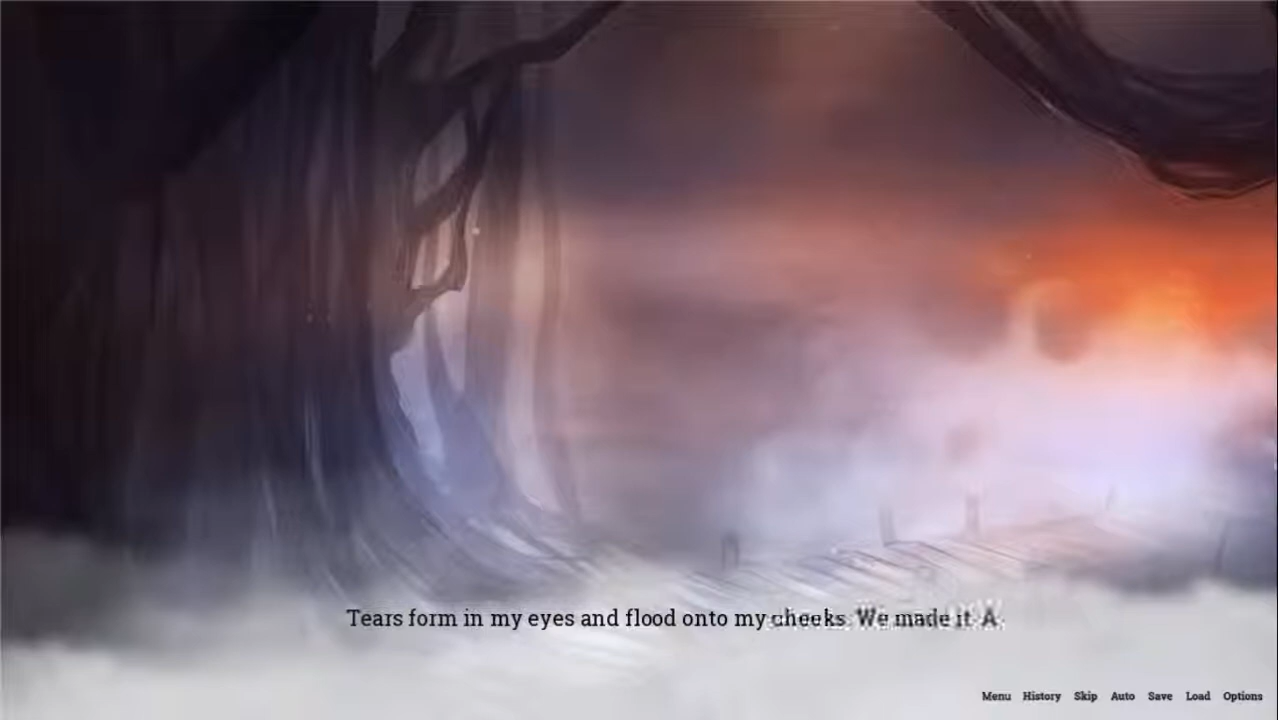 Tears form in my eyes and flood onto my cheeks. We made it. A
Menu History Skip Auto Save Load Options